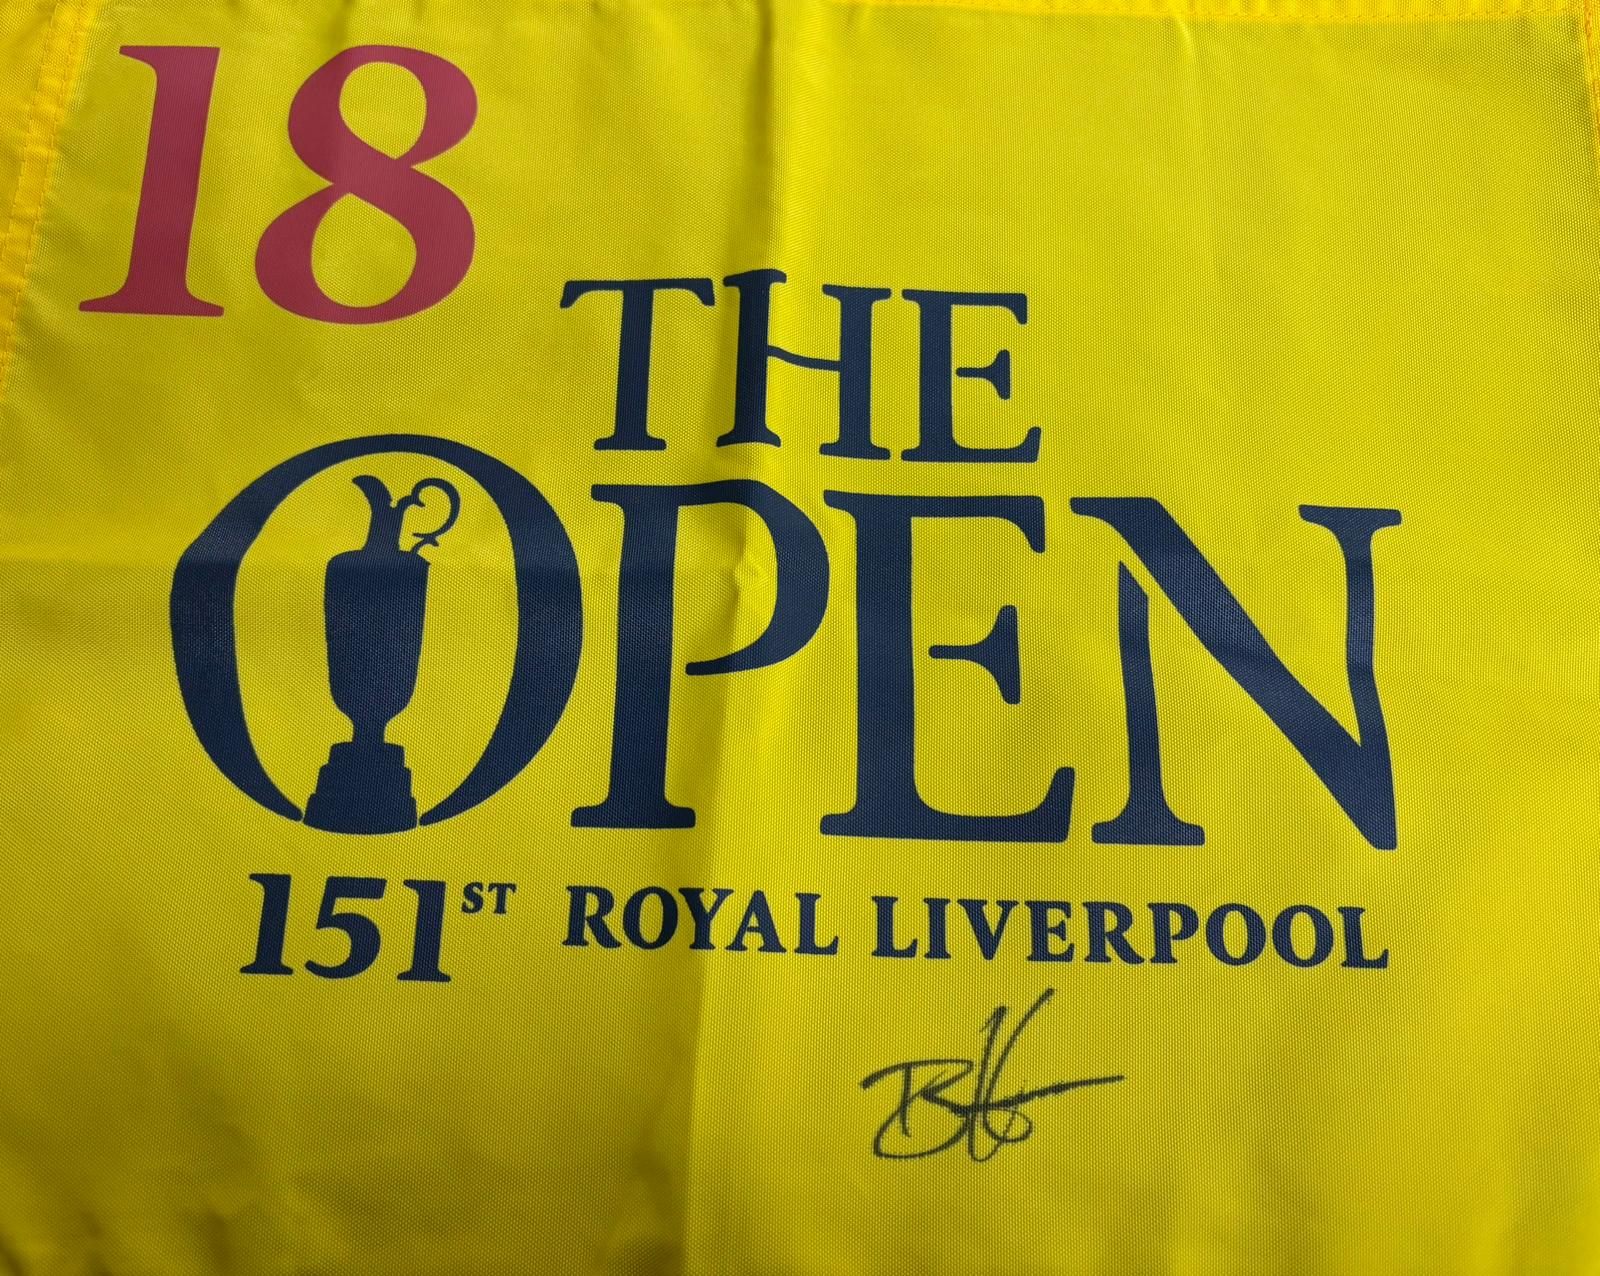 18
THE
OPEN
151ST ROYAL LIVERPOOL